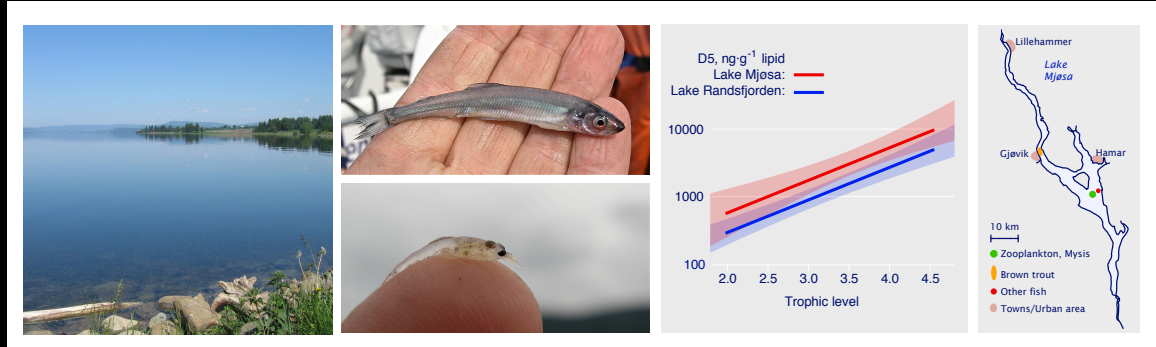 D5, ng·g⁻¹ lipid
Lake Mjøsa:
Lake Randsfjorden:
10000
1000
100
2.0 2.5 3.0 3.5 4.0 4.5
Trophic level
Lillehammer
Lake
Mjøsa
Gjøvik
Hamar
10 km
Zooplankton, Mysis
Brown trout
Other fish
Towns/Urban area